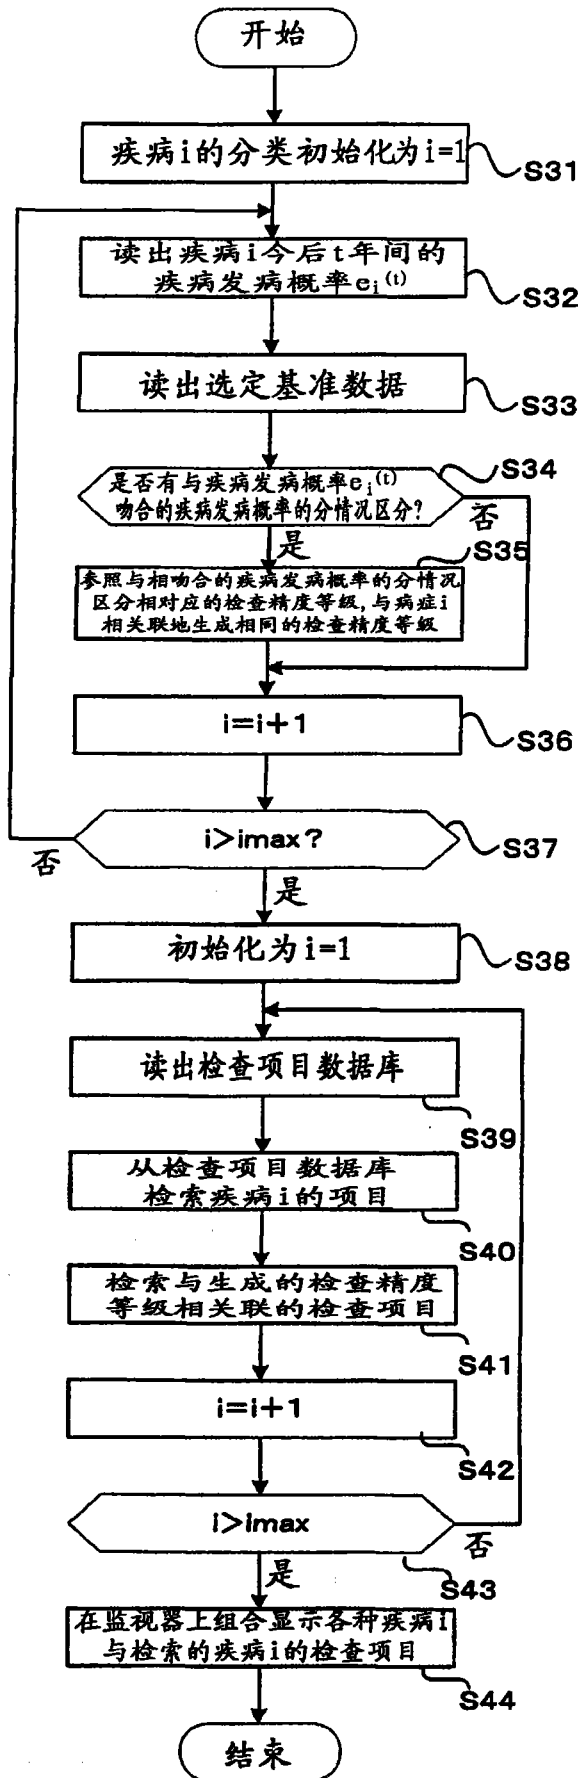 开始
疾病i的分类初始化为i=1
S31
读出疾病i今后t年间的
疾病发病概率ei(t)
S32
读出选定基准数据
S33
是否有与疾病发病概率ei(t)
吻合的疾病发病概率的分情况区分?
S34
否
是
S35
参照与相吻合的疾病发病概率的分情况
区分相对应的检查精度等级,与病症i
相关联地生成相同的检查精度等级
i=i+1
S36
i>imax?
S37
否
是
初始化为i=1
S38
读出检查项目数据库
S39
从检查项目数据库
检索疾病i的项目
S40
检索与生成的检查精度
等级相关联的检查项目
S41
i=i+1
S42
i>imax
否
S43
是
在监视器上组合显示各种疾病i
与检索的疾病i的检查项目
S44
结束